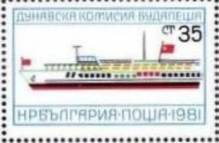 ДУНАВСКА КОМИСИЯ БУДАПЕЩА
СТ 35
НРБЪЛГАРИЯ·ПОЩА·1981